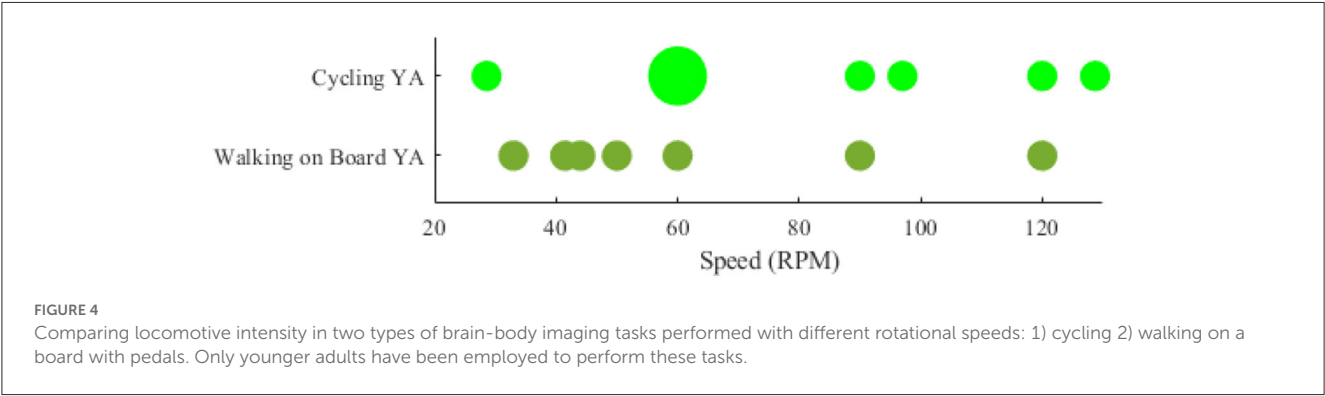 Cycling YA
Walking on Board YA
20 40 60 80 100 120
Speed (RPM)
FIGURE 4
Comparing locomotive intensity in two types of brain-body imaging tasks performed with different rotational speeds: 1) cycling 2) walking on a
board with pedals. Only younger adults have been employed to perform these tasks.